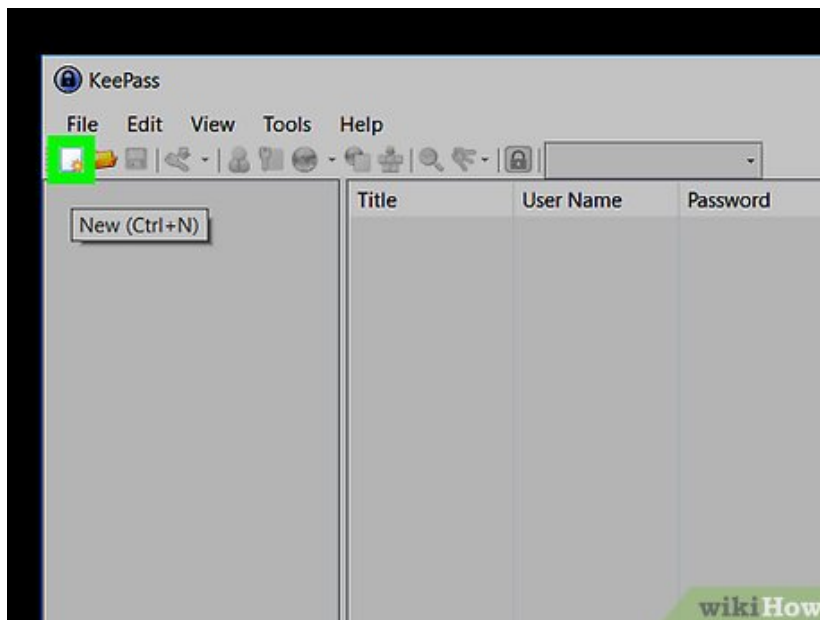 KeePass
File Edit View Tools Help
Title User Name Password
New (Ctrl+N)
wikiHow